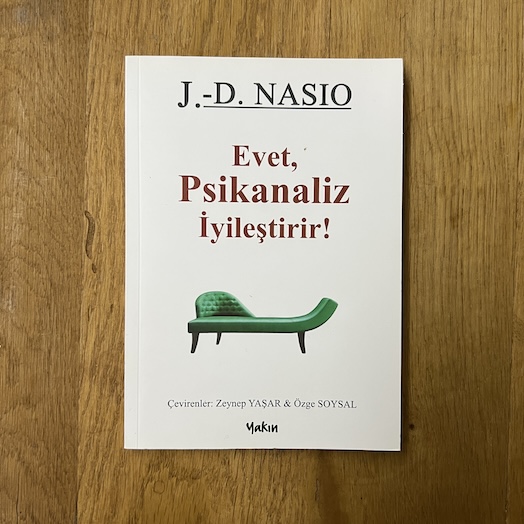 J.-D. NASIO
Evet,
Psikanaliz
İyileştirir!
Çevirenler: Zeynep YAŞAR & Özge SOYSAL
yakın